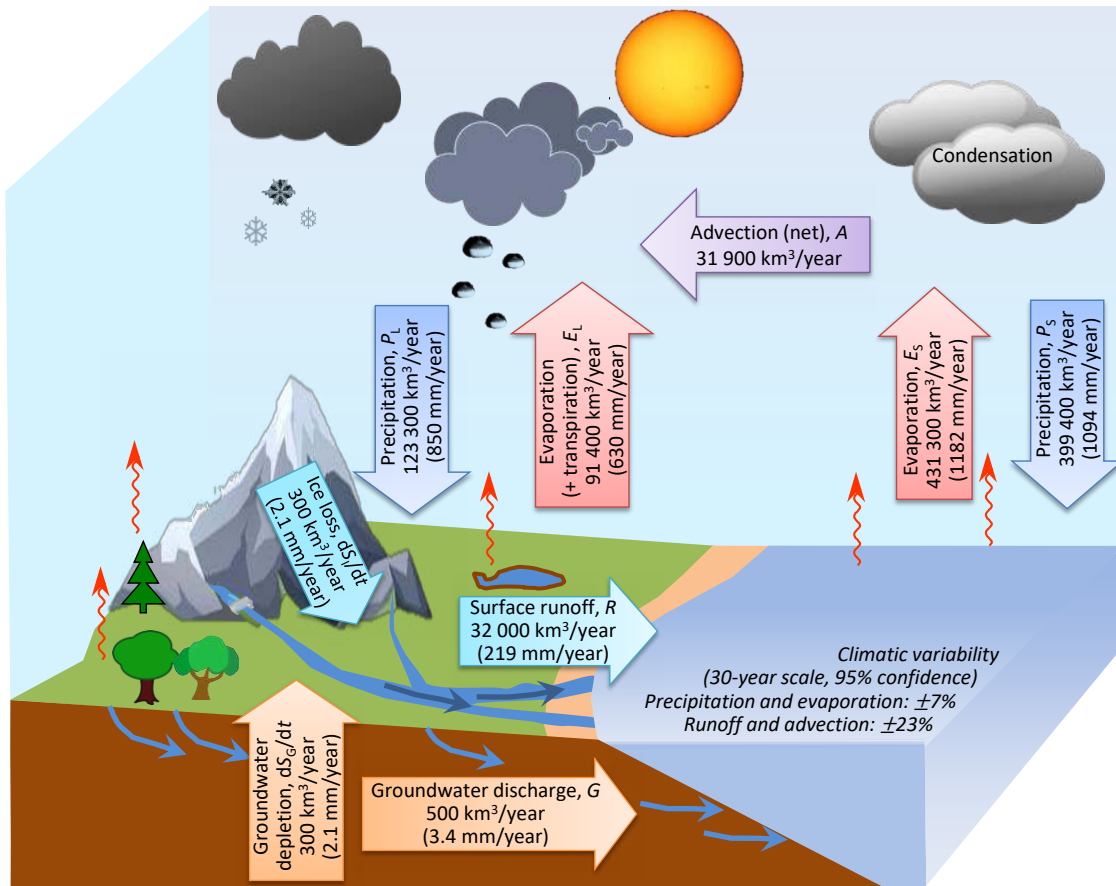 Condensation
Advection (net), A
31 900 km³/year
Precipitation, P_L
123 300 km³/year
(850 mm/year)
Evaporation
(+ transpiration) , E_L
91 400 km³/year
(630 mm/year)
Evaporation, E_S
431 300 km³/year
(1182 mm/year)
Precipitation, P_S
399 400 km³/year
(1094 mm/year)
Ice loss, dS_I/dt
300 km³/year
(2.1 mm/year)
Surface runoff, R
32 000 km³/year
(219 mm/year)
Climatic variability
(30-year scale, 95% confidence)
Precipitation and evaporation: ±7%
Runoff and advection: ±23%
Groundwater
depletion, dS_G/dt
300 km³/year
(2.1 mm/year)
Groundwater discharge, G
500 km³/year
(3.4 mm/year)